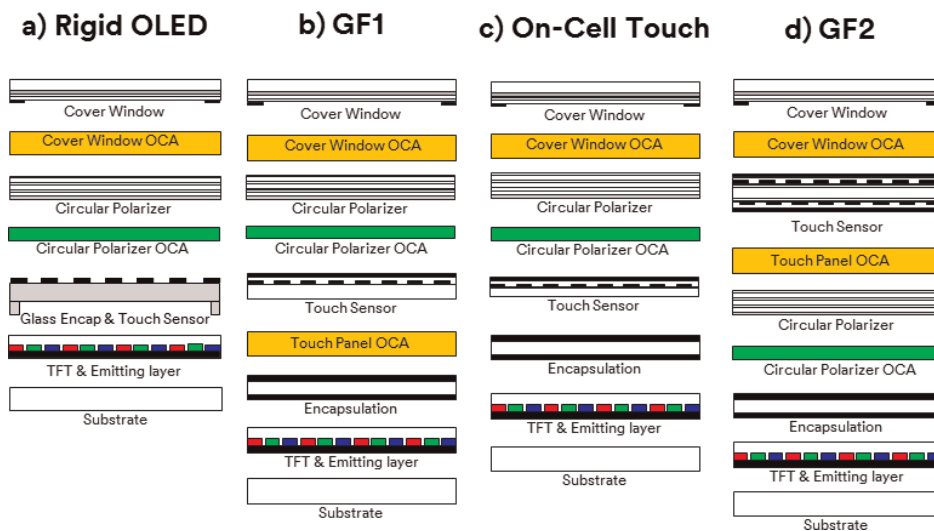 a) Rigid OLED
Cover Window
Cover Window OCA
Circular Polarizer
Circular Polarizer OCA
Glass Encap & Touch Sensor
TFT & Emitting layer
Substrate
b) GF1
Cover Window
Cover Window OCA
Circular Polarizer
Circular Polarizer OCA
Touch Sensor
Touch Panel OCA
Encapsulation
TFT & Emitting layer
Substrate
c) On-Cell Touch
Cover Window
Cover Window OCA
Circular Polarizer
Circular Polarizer OCA
Touch Sensor
Encapsulation
TFT & Emitting layer
Substrate
d) GF2
Cover Window
Cover Window OCA
Touch Sensor
Touch Panel OCA
Circular Polarizer
Circular Polarizer OCA
Encapsulation
TFT & Emitting layer
Substrate